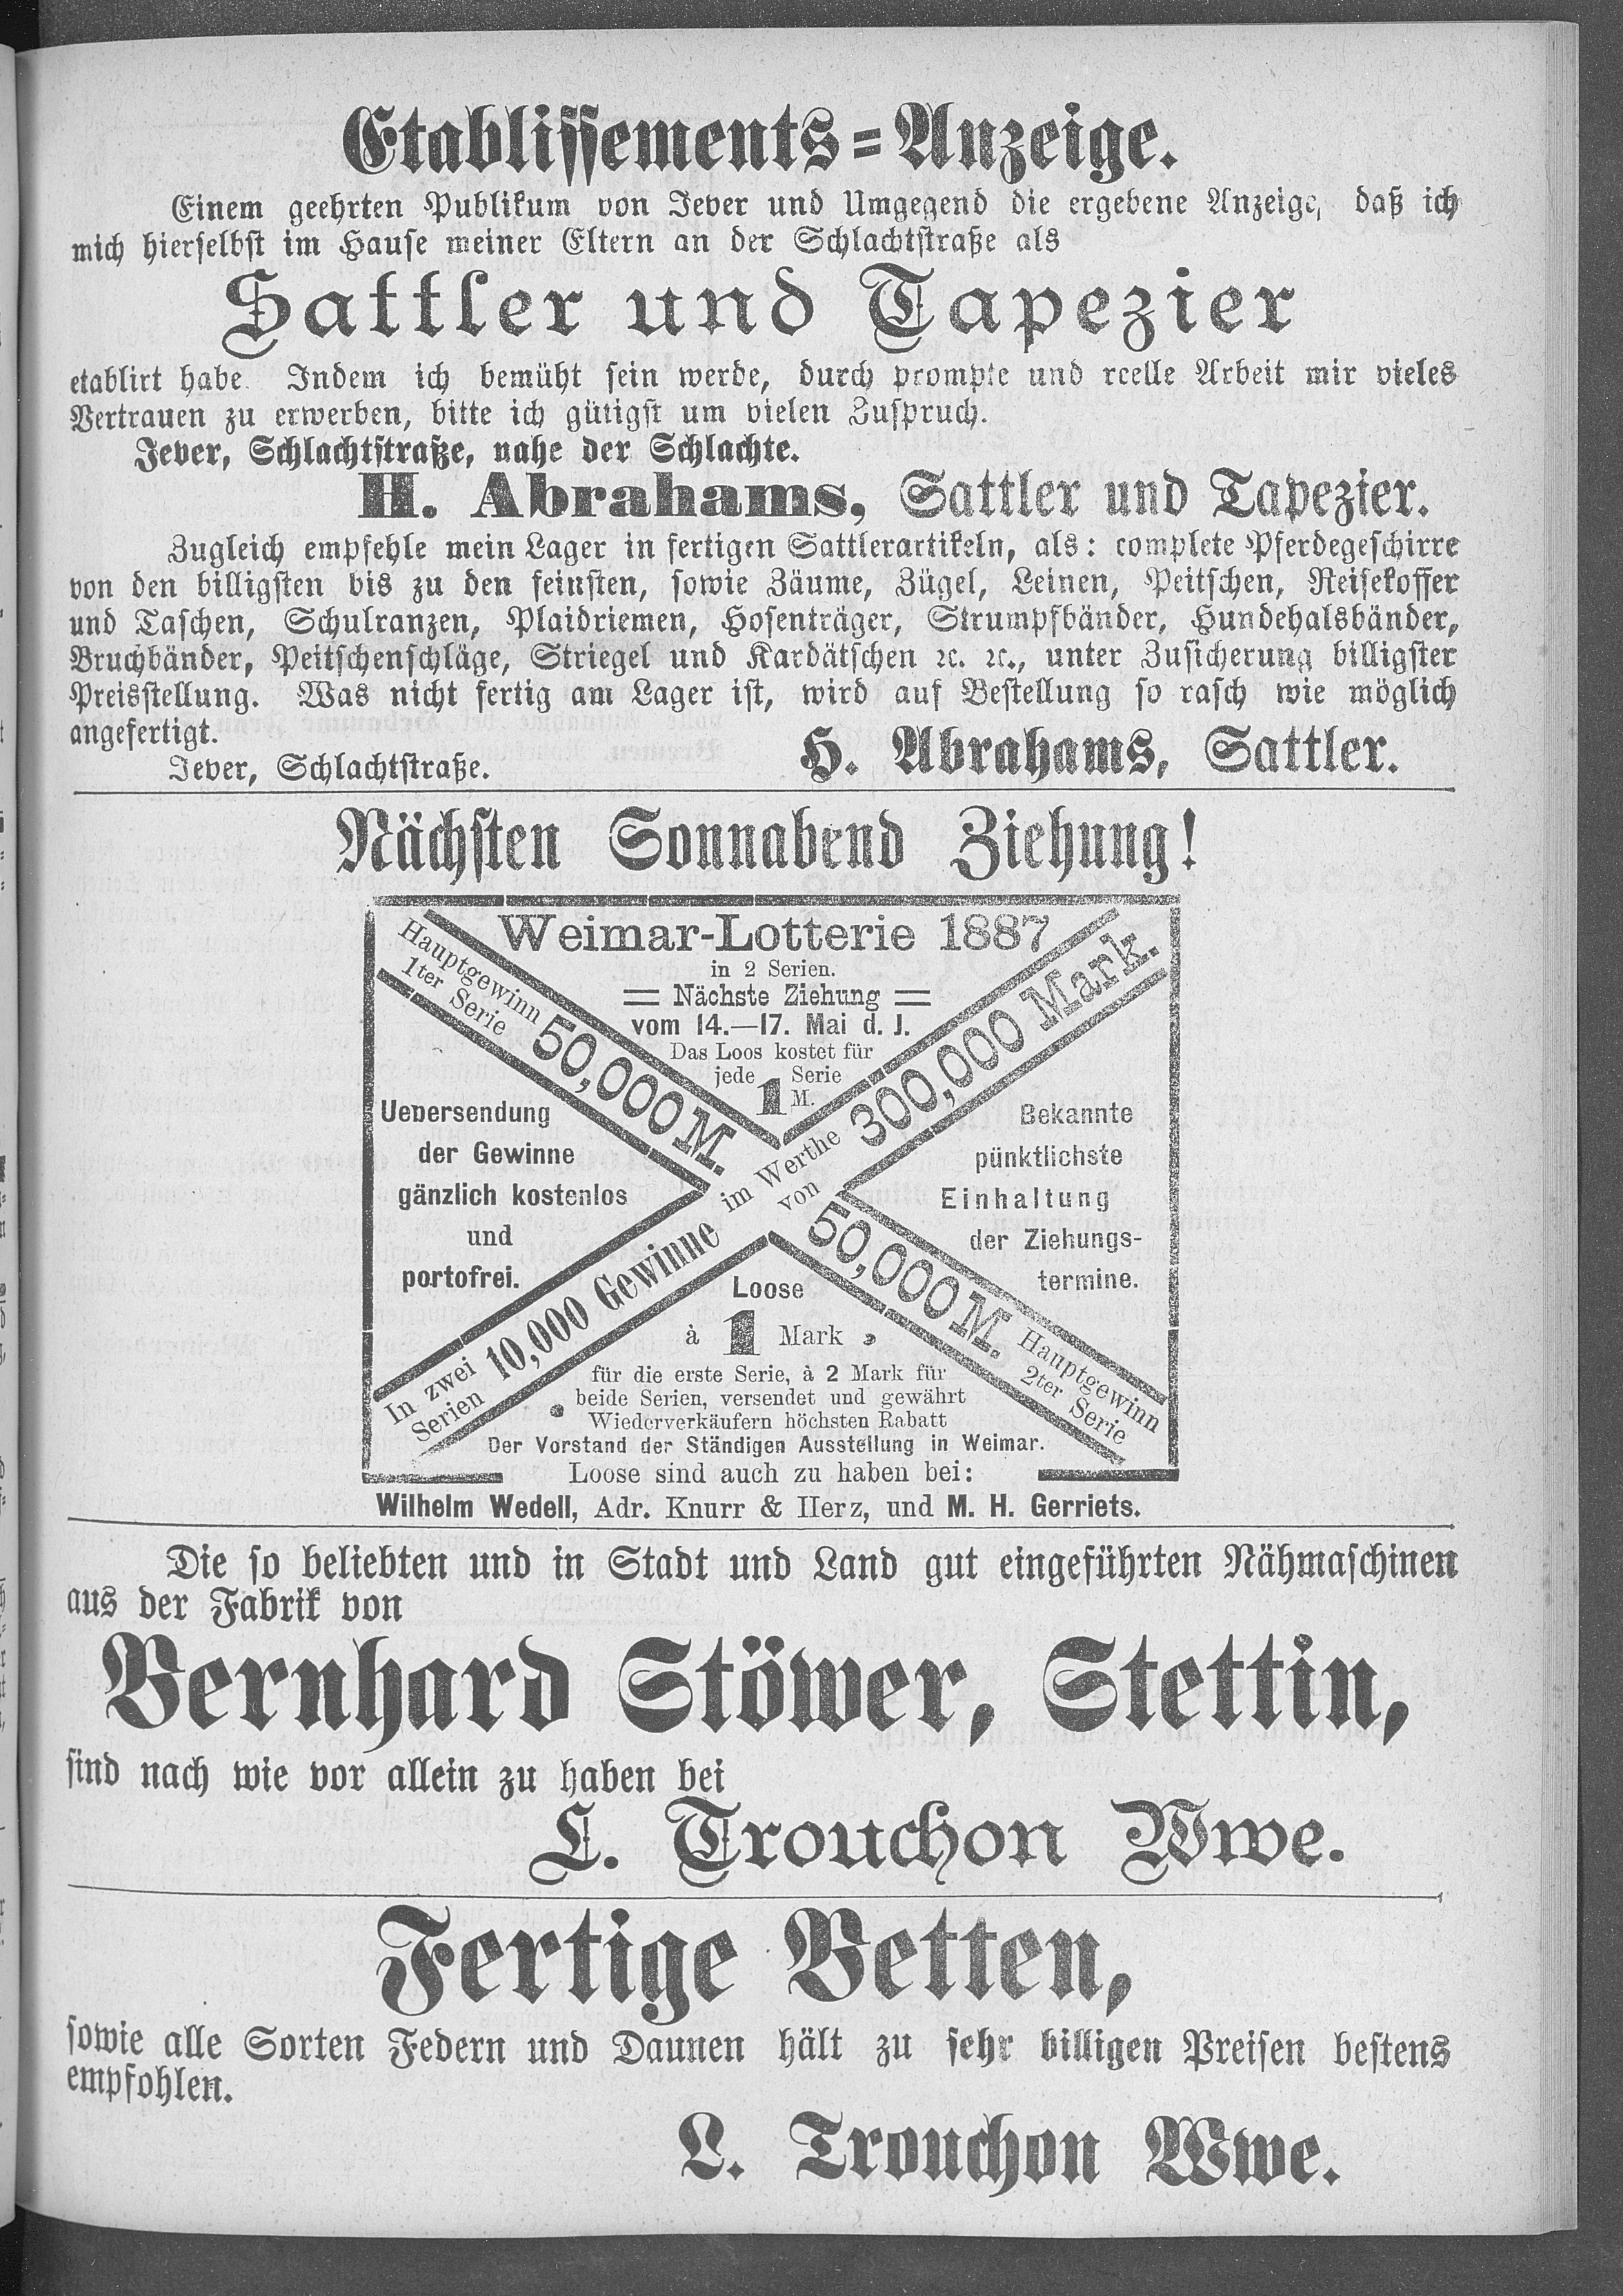 Etablissements=Anzeige.
Einem geehrten Publikum von Jever und Umgegend die ergebene Anzeige, daß ich
mich hierselbst im Hause meiner Eltern an der Schlachtstraße als
Sattler und Tapezier
etablirt habe. Indem ich bemüht sein werde, durch prompte und reelle Arbeit mir vieles
Vertrauen zu erwerben, bitte ich gütigst um vielen Zuspruch.
Jever, Schlachtstraße, nahe der Schlachte.
H. Abrahams, Sattler und Tapezier.
Zugleich empfehle mein Lager in fertigen Sattlerartikeln, als: complete Pferdegeschirre
von den billigsten bis zu den feinsten, sowie Zäume, Zügel, Leinen, Peitschen, Reisekoffer
und Taschen, Schulranzen, Plaidriemen, Hosenträger, Strumpfbänder, Hundehalsbänder,
Bruchbänder, Peitschenschläge, Striegel und Kardätschen ꝛc. ꝛc., unter Zusicherung billigster
Preisstellung. Was nicht fertig am Lager ist, wird auf Bestellung so rasch wie möglich
angefertigt.
H. Abrahams, Sattler.
Jever, Schlachtstraße.
Nächsten Sonnabend Ziehung!
Weimar-Lotterie 1887
in 2 Serien.
Nächste Ziehung
vom 14.—17. Mai d. J.
Das Loos kostet für
jede Serie
1 M.
Hauptgewinn
1ter Serie
50,000 M.
In zwei
Serien
10,000 Gewinne
im Werthe
von
300,000 Mark.
50,000 M.
Hauptgewinn
2ter Serie
Uebersendung
der Gewinne
gänzlich kostenlos
und
portofrei.
Bekannte
pünktlichste
Einhaltung
der Ziehungs-
termine.
Loose
à 1 Mark
für die erste Serie, à 2 Mark für
beide Serien, versendet und gewährt
Wiederverkäufern höchsten Rabatt
Der Vorstand der Ständigen Ausstellung in Weimar.
Loose sind auch zu haben bei:
Wilhelm Wedell, Adr. Knurr & Herz, und M. H. Gerriets.
Die so beliebten und in Stadt und Land gut eingeführten Nähmaschinen
aus der Fabrik von
Bernhard Stöwer, Stettin,
sind nach wie vor allein zu haben bei
L. Trouchon Wwe.
Fertige Betten,
sowie alle Sorten Federn und Daunen hält zu sehr billigen Preisen bestens
empfohlen.
L. Trouchon Wwe.